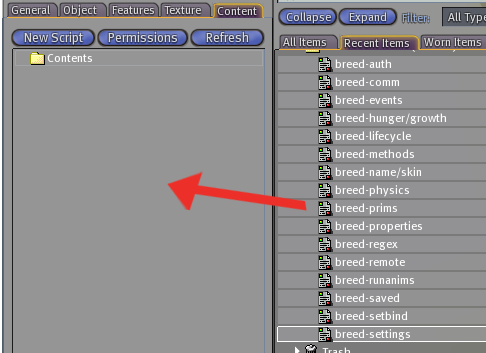 General Object Features Texture Content
New Script Permissions Refresh
Contents
Collapse Expand Filter: All Type
All Items Recent Items Worn Items
breed-auth
breed-comm
breed-events
breed-hunger/growth
breed-lifecycle
breed-methods
breed-name/skin
breed-physics
breed-prims
breed-properties
breed-regex
breed-remote
breed-runanims
breed-saved
breed-setbind
breed-settings
Trash